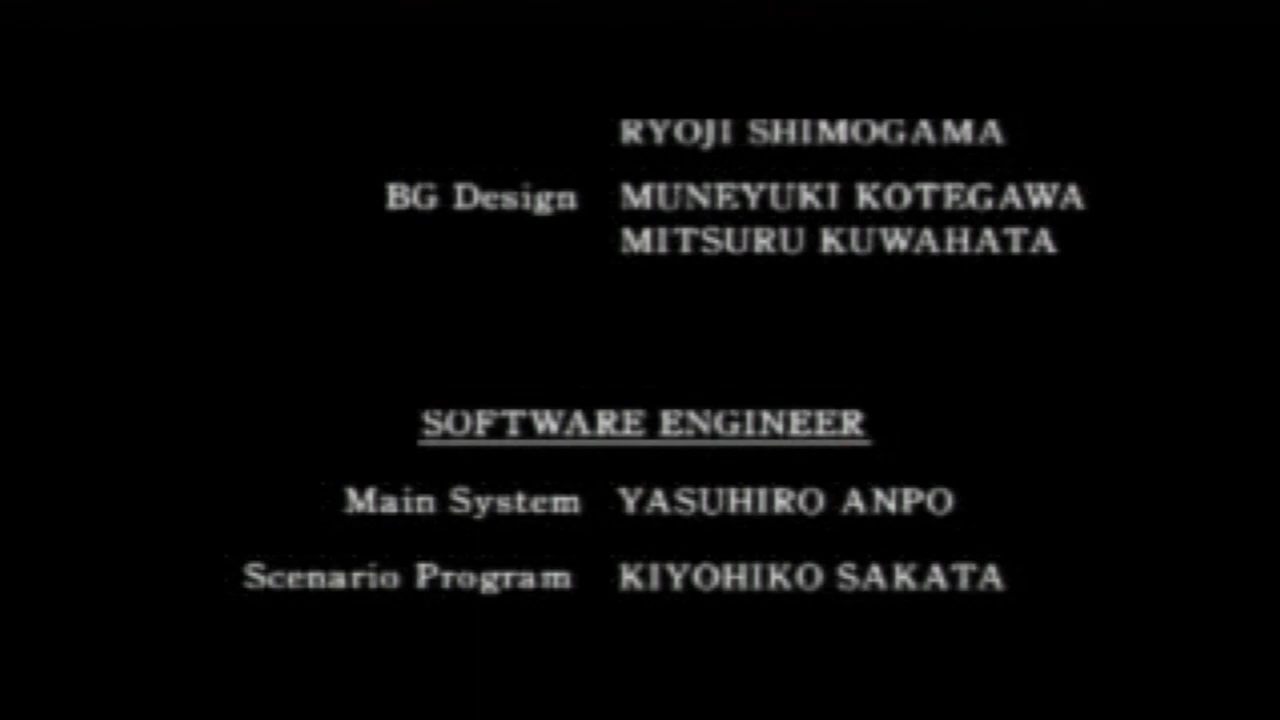 RYOJI SHIMOGAMA
BG Design MUNEYUKI KOTEGAWA
MITSURU KUWAHATA
SOFTWARE ENGINEER
Main System YASUHIRO ANPO
Scenario Program KIYOHIKO SAKATA